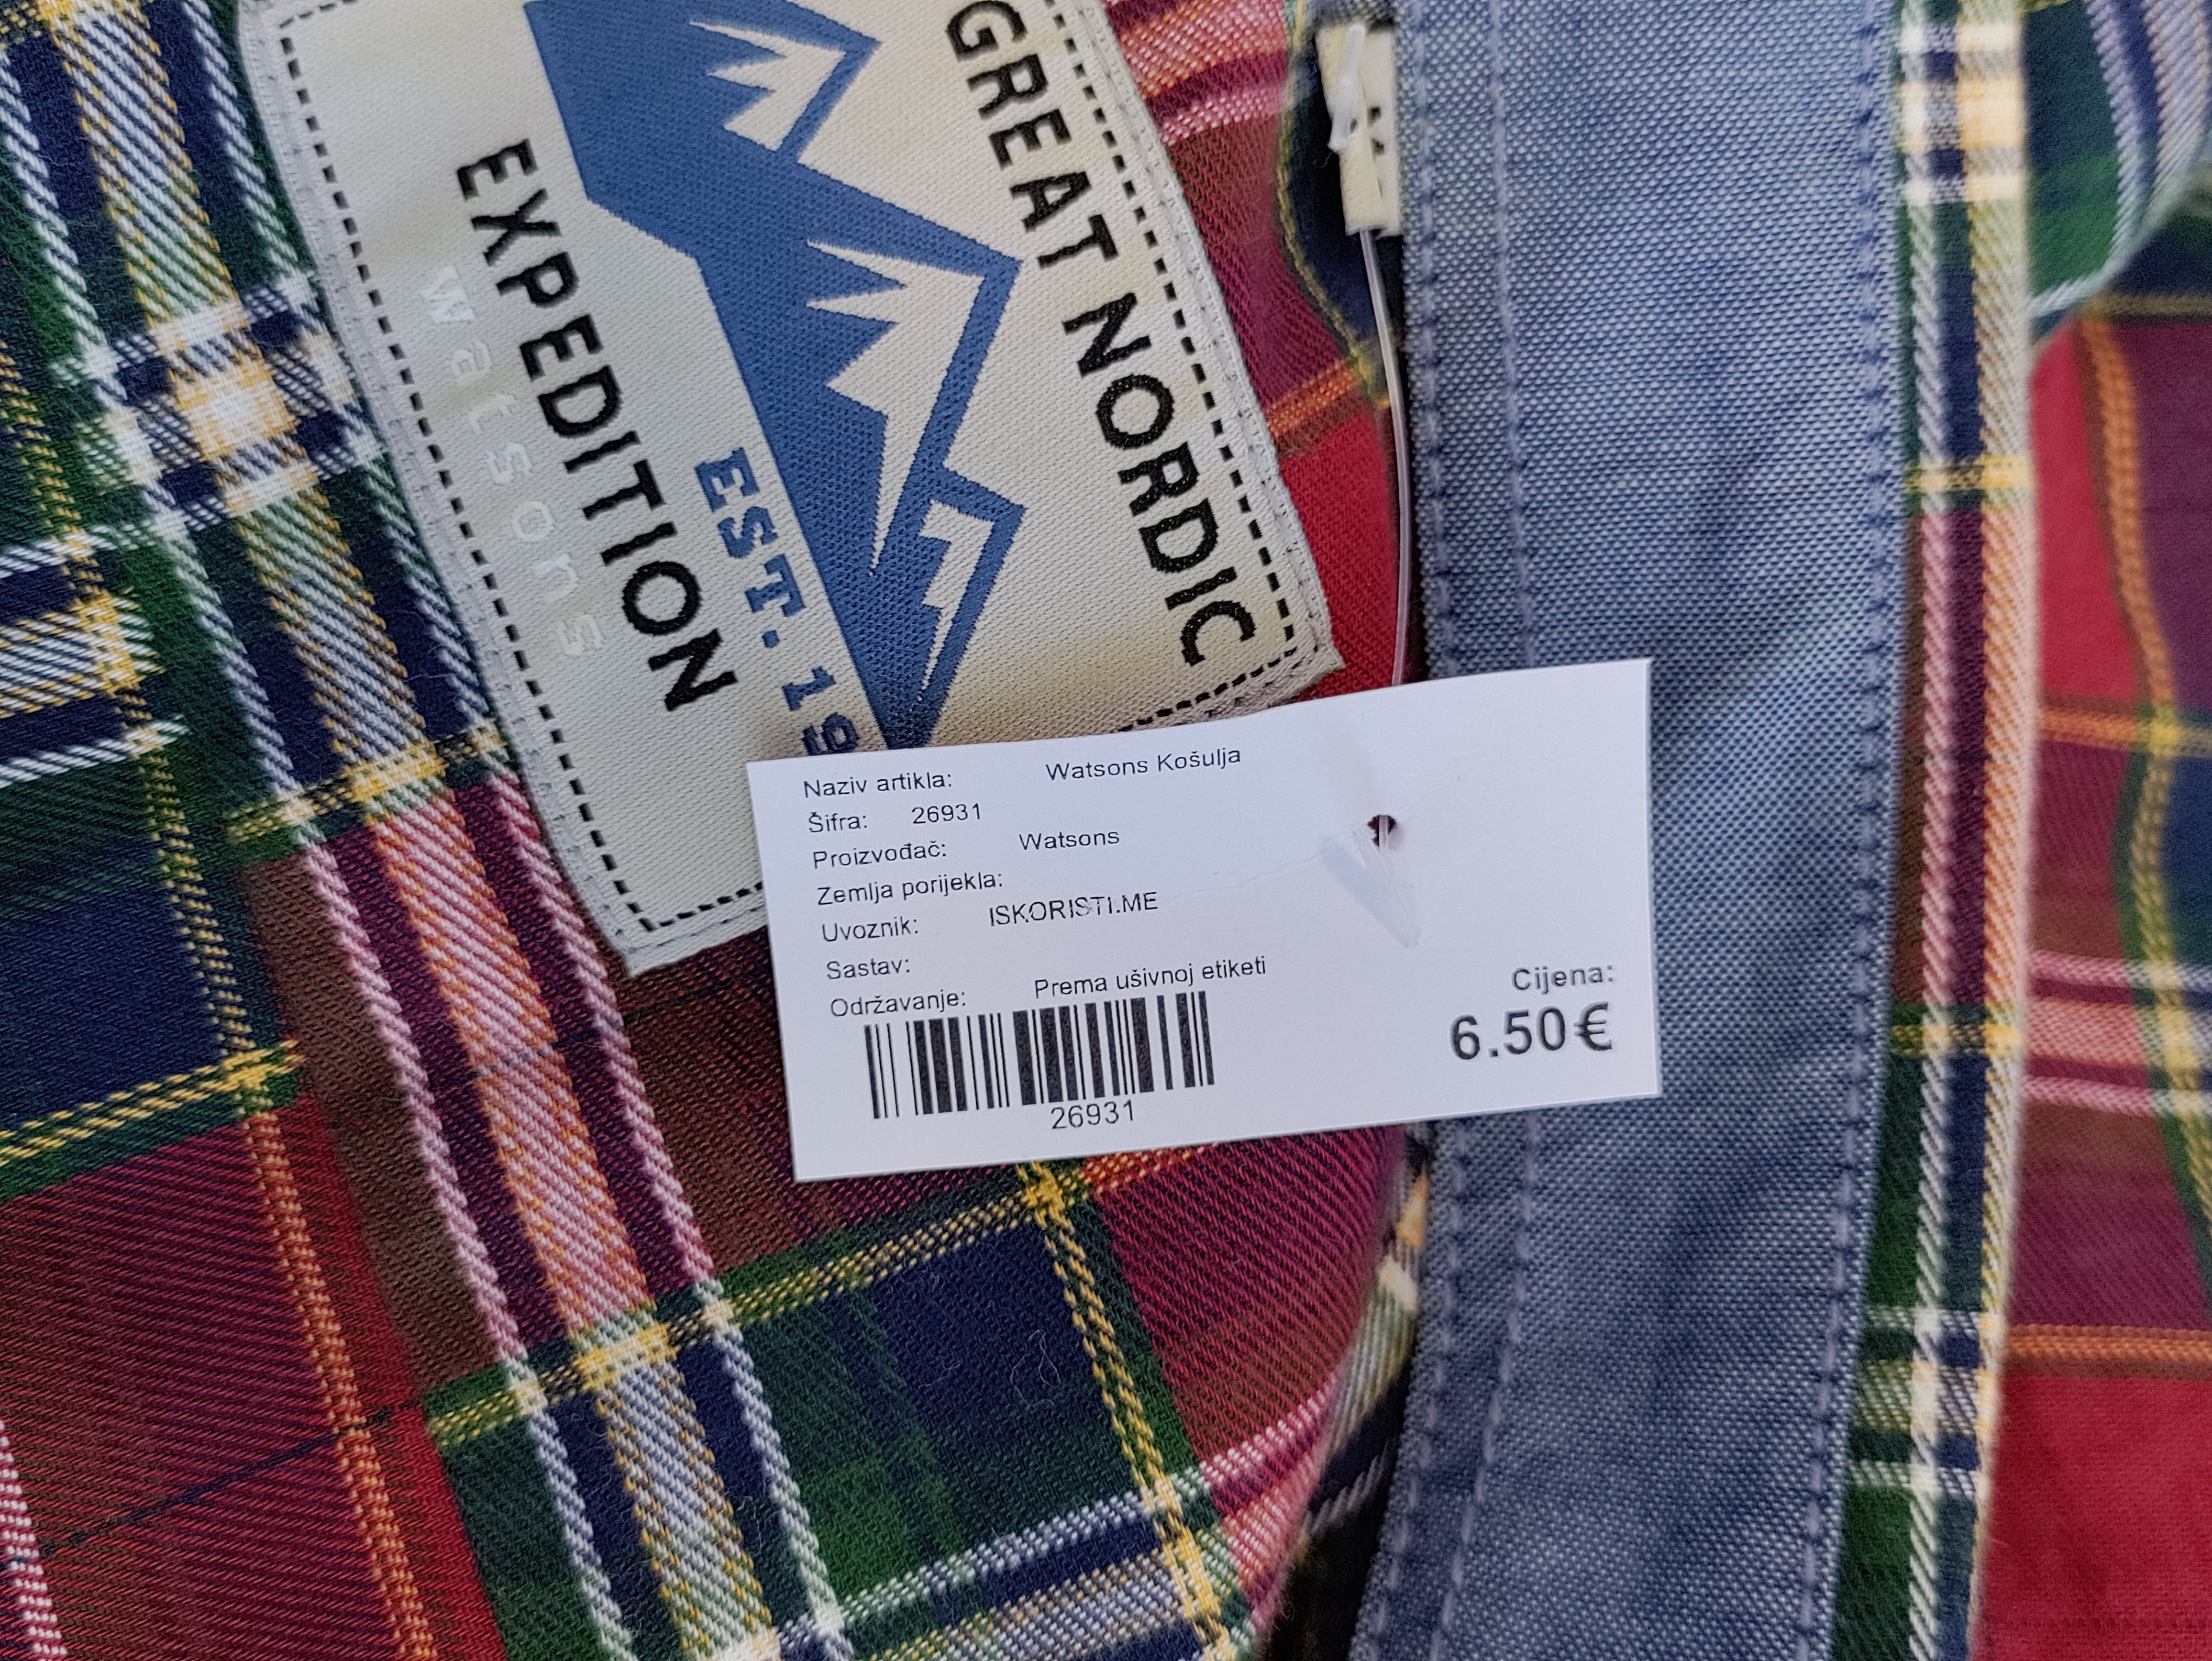 GREAT NORDIC
EST. 19
EXPEDITION
watsons
Naziv artikla: Watsons Košulja
Šifra: 26931
Proizvođač: Watsons
Zemlja porijekla:
Uvoznik: ISKORISTI.ME
Sastav:
Održavanje: Prema ušivnoj etiketi
26931
Cijena:
6.50€